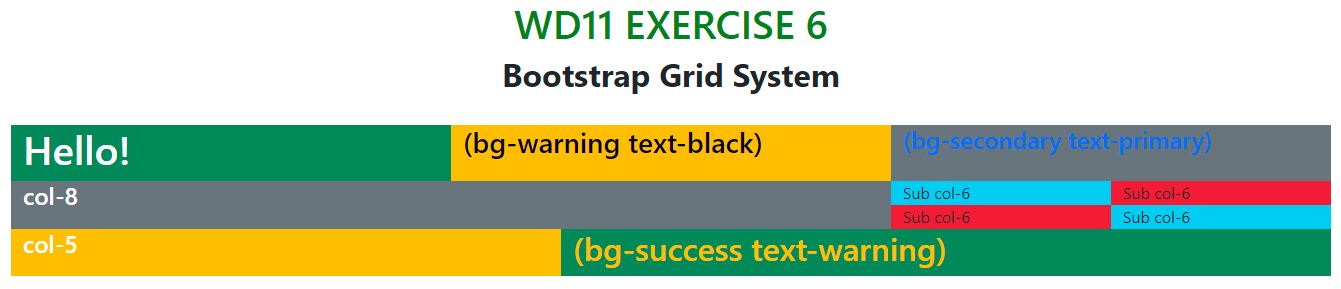 WD11 EXERCISE 6
Bootstrap Grid System
Hello!
(bg-warning text-black)
(bg-secondary text-primary)
col-8
Sub col-6
Sub col-6
Sub col-6
Sub col-6
col-5
(bg-success text-warning)